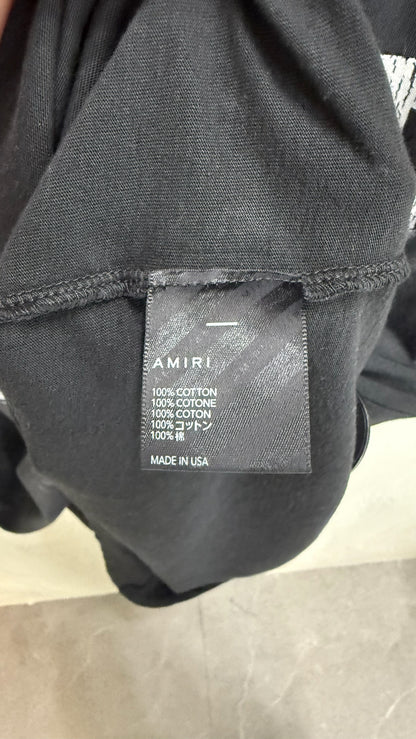 AMIRI
100% COTTON
100% COTONE
100% COTON
100% コットン
100% 棉
MADE IN USA